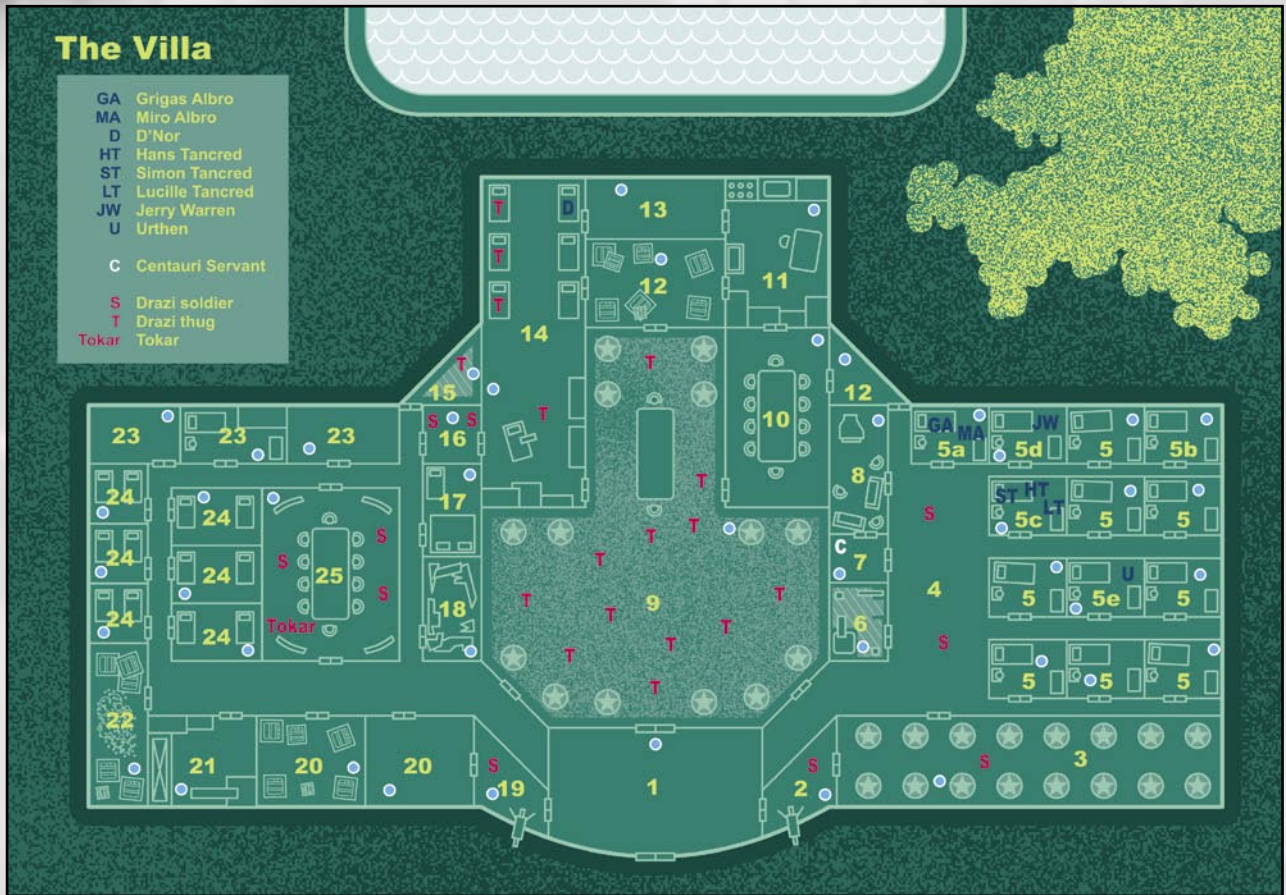 The Villa
GA Grigas Albro
MA Miro Albro
D D'Nor
HT Hans Tancred
ST Simon Tancred
LT Lucille Tancred
JW Jerry Warren
U Urthen
C Centauri Servant
S Drazi soldier
T Drazi thug
Tokar Tokar
T D 13
T
12 11
T
14
T T
15
S S T
16
12
10
23 23 23
GA MA JW
5a 5d 5 5b
24
24
17
8
T
S
ST HT LT
5c 5 5
S
T T
S
24
24
25
S
T
C
7
U
5 5e 5
24
24
Tokar
18
T
T
9
T
T
T
T
T
6
4
S
5 5 5
22
21 20 20
S
19
1
S
2
S
3